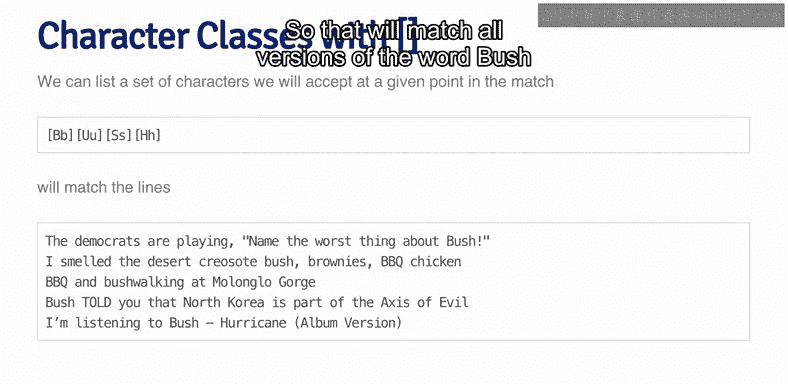 Character Classes with []
So that will match all
versions of the word Bush
We can list a set of characters we will accept at a given point in the match
[Bb][Uu][Ss][Hh]
will match the lines
The democrats are playing, "Name the worst thing about Bush!"
I smelled the desert creosote bush, brownies, BBQ chicken
BBQ and bushwalking at Molonglo Gorge
Bush TOLD you that North Korea is part of the Axis of Evil
I’m listening to Bush – Hurricane (Album Version)